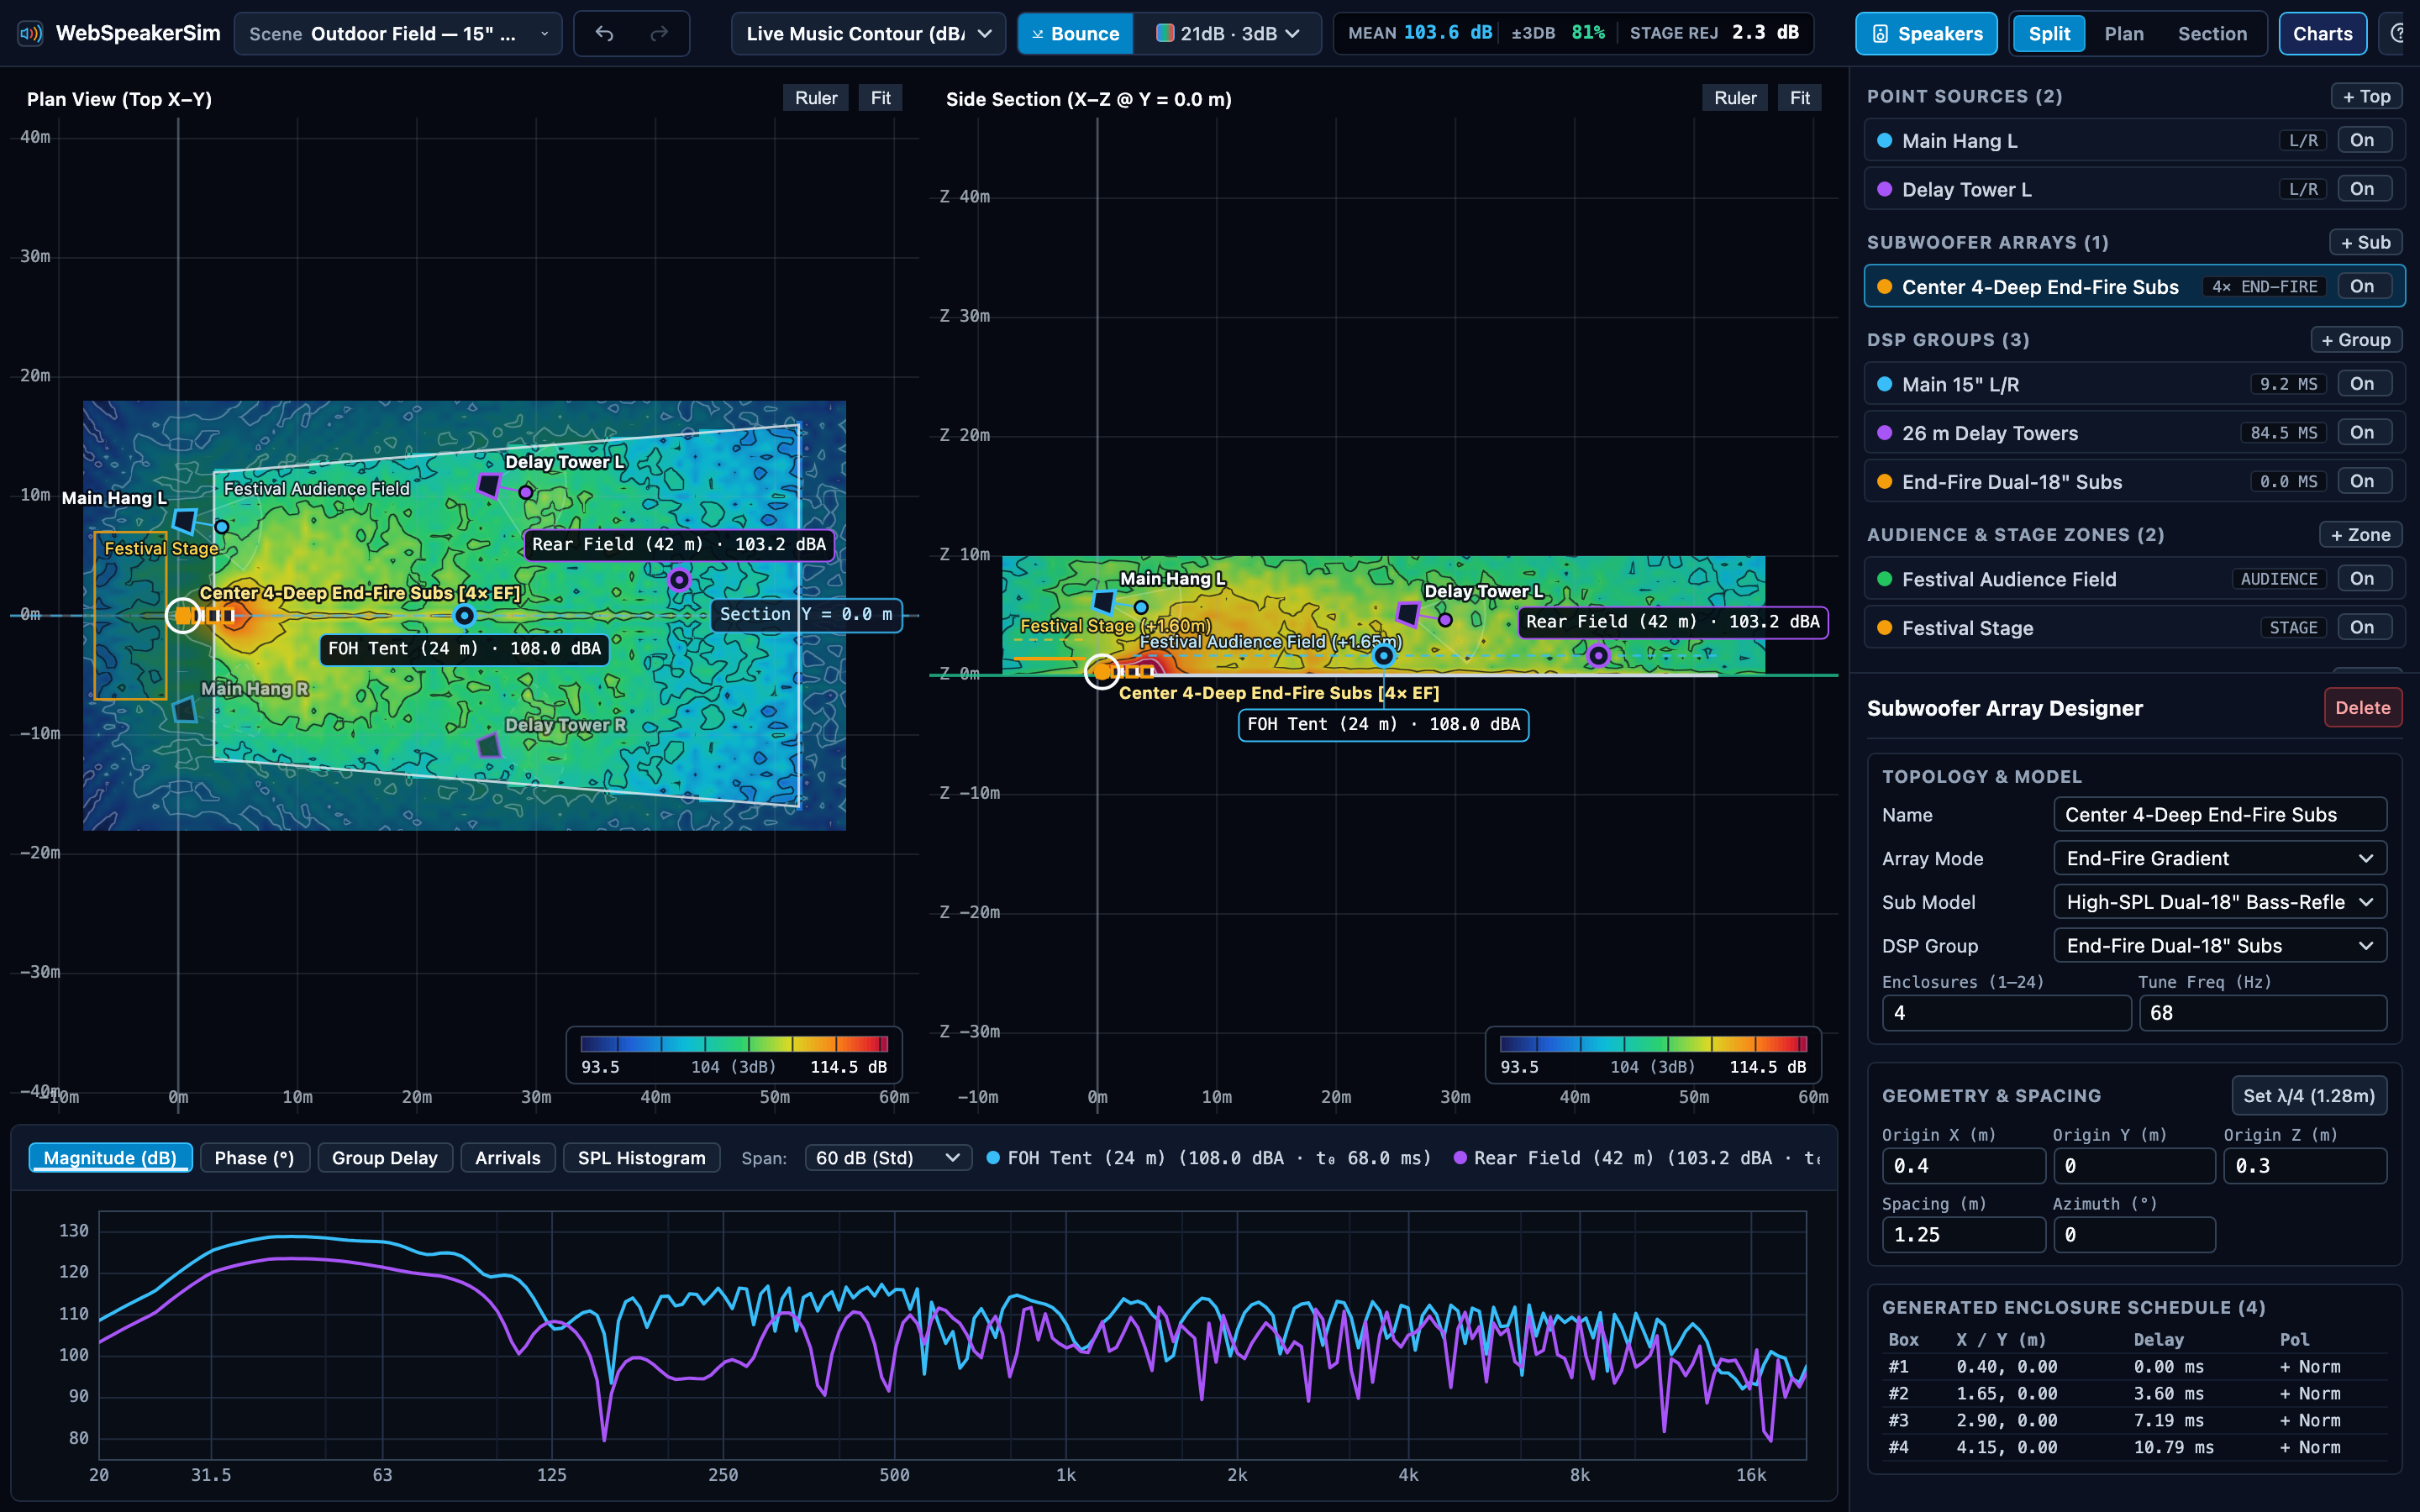 WebSpeakerSim
Scene Outdoor Field — 15" ...
Live Music Contour (dBA
Bounce
21dB · 3dB
MEAN 103.6 dB
±3DB 81%
STAGE REJ 2.3 dB
Speakers
Split
Plan
Section
Charts
Plan View (Top X–Y)
Ruler
Fit
40m
30m
20m
10m
0m
−10m
−20m
−30m
−40m
−10m
0m
10m
20m
30m
40m
50m
60m
Delay Tower L
Main Hang L
Festival Audience Field
Rear Field (42 m) · 103.2 dBA
Festival Stage
Center 4-Deep End-Fire Subs [4× EF]
Section Y = 0.0 m
FOH Tent (24 m) · 108.0 dBA
Main Hang R
Delay Tower R
93.5
104 (3dB)
114.5 dB
Side Section (X–Z @ Y = 0.0 m)
Ruler
Fit
Z 40m
Z 30m
Z 20m
Z 10m
Z 0m
Z −10m
Z −20m
Z −30m
−10m
0m
10m
20m
30m
40m
50m
60m
Main Hang L
Delay Tower L
Festival Stage (+1.60m)
Rear Field (42 m) · 103.2 dBA
Festival Audience Field (+1.65m)
Center 4-Deep End-Fire Subs [4× EF]
FOH Tent (24 m) · 108.0 dBA
93.5
104 (3dB)
114.5 dB
Magnitude (dB)
Phase (°)
Group Delay
Arrivals
SPL Histogram
Span:
60 dB (Std)
FOH Tent (24 m) (108.0 dBA · t₀ 68.0 ms)
Rear Field (42 m) (103.2 dBA ·
130
120
110
100
90
80
20
31.5
63
125
250
500
1k
2k
4k
8k
16k
POINT SOURCES (2)
+ Top
Main Hang L
L/R
On
Delay Tower L
L/R
On
SUBWOOFER ARRAYS (1)
+ Sub
Center 4-Deep End-Fire Subs
4× END-FIRE
On
DSP GROUPS (3)
+ Group
Main 15" L/R
9.2 MS
On
26 m Delay Towers
84.5 MS
On
End-Fire Dual-18" Subs
0.0 MS
On
AUDIENCE & STAGE ZONES (2)
+ Zone
Festival Audience Field
AUDIENCE
On
Festival Stage
STAGE
On
Subwoofer Array Designer
Delete
TOPOLOGY & MODEL
Name
Center 4-Deep End-Fire Subs
Array Mode
End-Fire Gradient
Sub Model
High-SPL Dual-18" Bass-Refle
DSP Group
End-Fire Dual-18" Subs
Enclosures (1–24)
Tune Freq (Hz)
4
68
GEOMETRY & SPACING
Set λ/4 (1.28m)
Origin X (m)
Origin Y (m)
Origin Z (m)
0.4
0
0.3
Spacing (m)
Azimuth (°)
1.25
0
GENERATED ENCLOSURE SCHEDULE (4)
Box X / Y (m) Delay Pol
#1 0.40, 0.00 0.00 ms + Norm
#2 1.65, 0.00 3.60 ms + Norm
#3 2.90, 0.00 7.19 ms + Norm
#4 4.15, 0.00 10.79 ms + Norm